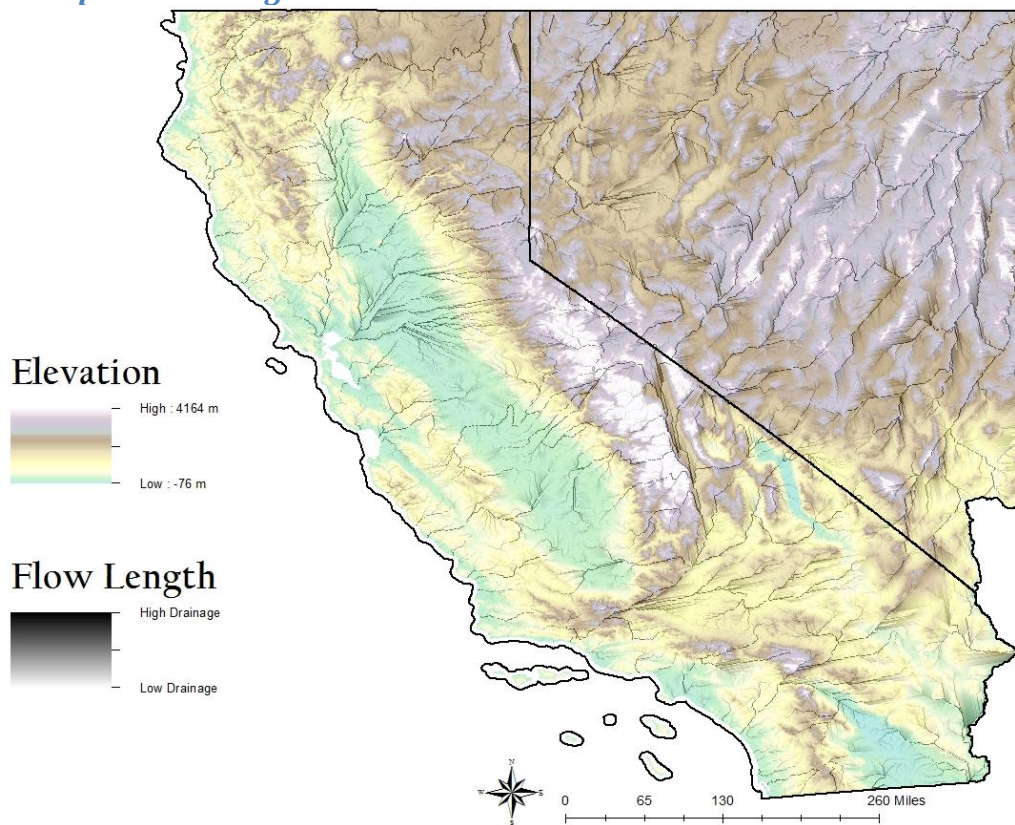 Elevation
High : 4164 m
Low : -76 m
Flow Length
High Drainage
Low Drainage
N
W E
S
0 65 130 260 Miles